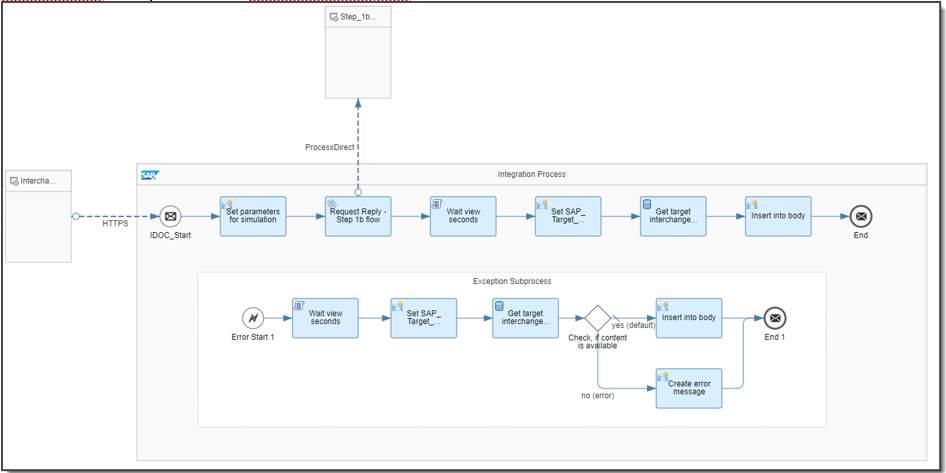 Step_1b...
ProcessDirect
Intercha...
HTTPS
SAP
Integration Process
IDOC_Start
Set parameters
for simulation
Request Reply -
Step 1b flow
Wait view
seconds
Set SAP_
Target_...
Get target
interchange...
Insert into body
End
Exception Subprocess
Error Start 1
Wait view
seconds
Set SAP_
Target_...
Get target
interchange...
Check, if content
is available
yes (default)
Insert into body
End 1
no (error)
Create error
message